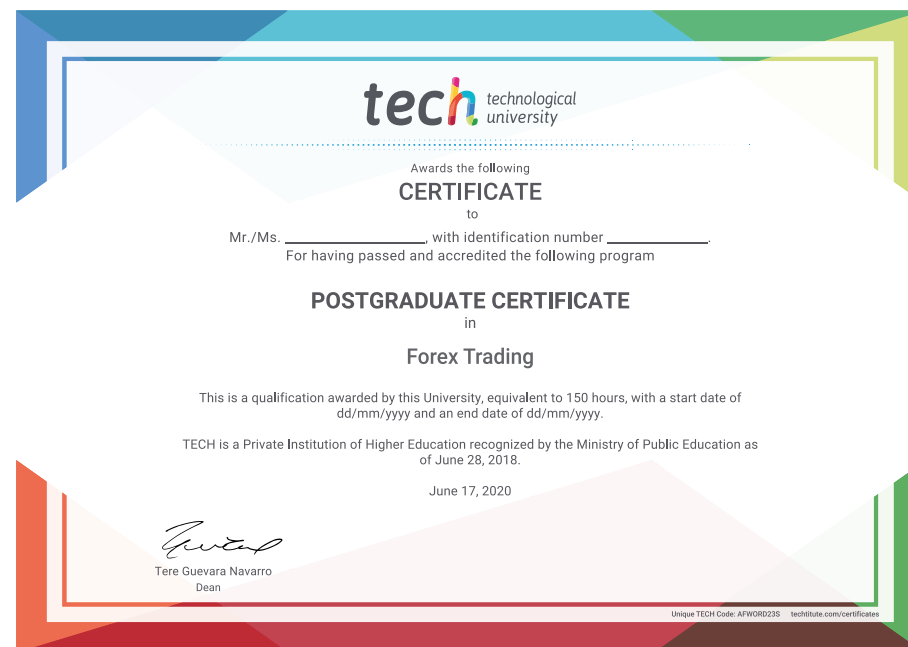 tech technological
university
Awards the following
CERTIFICATE
to
Mr./Ms. ____________________, with identification number ______________.
For having passed and accredited the following program
POSTGRADUATE CERTIFICATE
in
Forex Trading
This is a qualification awarded by this University, equivalent to 150 hours, with a start date of
dd/mm/yyyy and an end date of dd/mm/yyyy.
TECH is a Private Institution of Higher Education recognized by the Ministry of Public Education as
of June 28, 2018.
June 17, 2020
Tere Guevara Navarro
Dean
Unique TECH Code: AFWORD23S techtitute.com/certificates